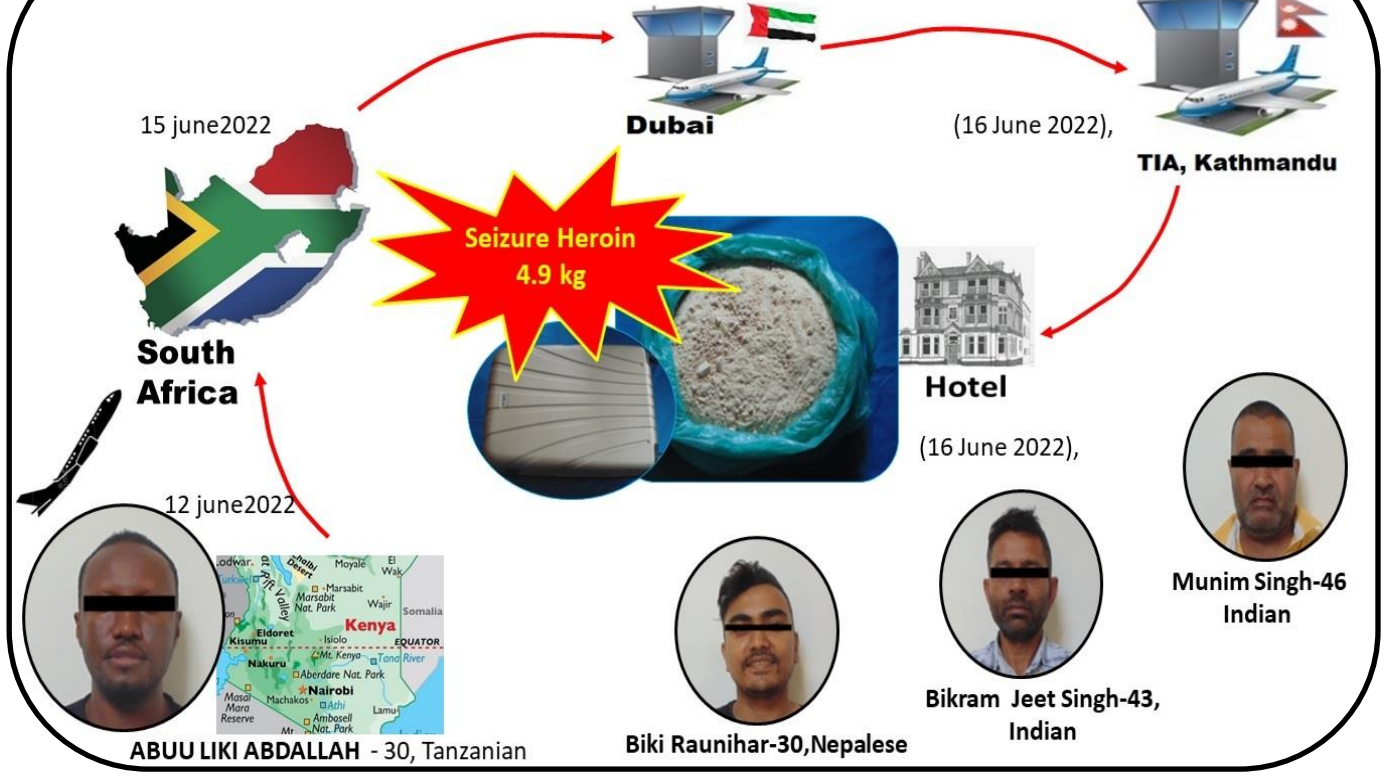 15 june2022
Dubai
(16 June 2022),
TIA, Kathmandu
Seizure Heroin
4.9 kg
South
Africa
Hotel
(16 June 2022),
12 june2022
Munim Singh-46
Indian
Bikram Jeet Singh-43,
Indian
Biki Raunihar-30,Nepalese
ABUU LIKI ABDALLAH - 30, Tanzanian
Moyale
El
Wak
Desert
Marsabit
Marsabit
Nat. Park
Wajir
Somalia
Rift Valley
Kenya
Eldoret
Kisumu
Isiolo
EQUATOR
Mt. Kenya
Tana River
Nakuru
Aberdare Nat. Park
Nairobi
Masai
Mara
Reserve
Machakos
Athi
Lamu
Ambosell
Nat. Park
Mt.